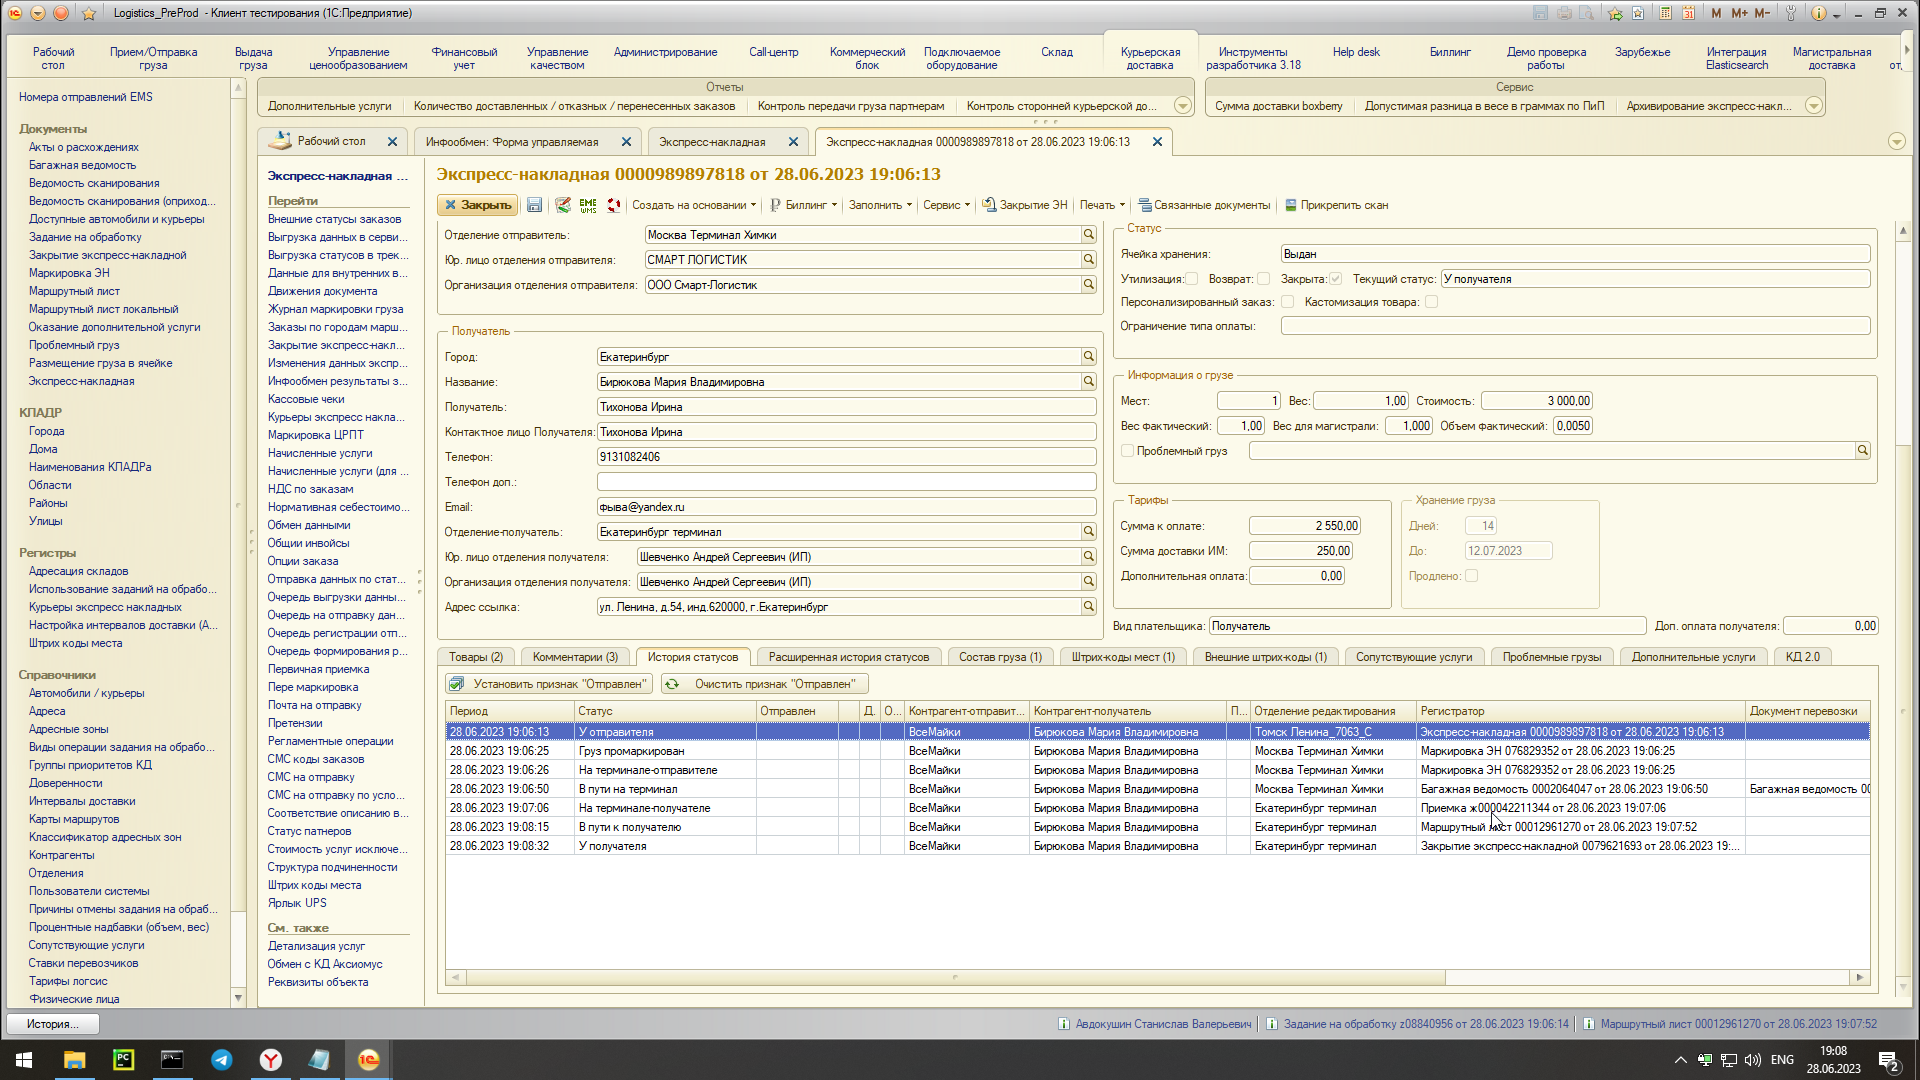 Logistics_PreProd - Клиент тестирования (1С:Предприятие)
M M+ M-
Рабочий стол
Прием/Отправка груза
Выдача груза
Управление ценообразованием
Финансовый учет
Управление качеством
Администрирование
Call-центр
Коммерческий блок
Подключаемое оборудование
Склад
Курьерская доставка
Инструменты разработчика 3.18
Help desk
Биллинг
Демо проверка работы
Зарубежье
Интеграция Elasticsearch
Магистральная доставка
Отчеты
Дополнительные услуги
Количество доставленных / отказных / перенесенных заказов
Контроль передачи груза партнерам
Контроль сторонней курьерской до...
Сервис
Сумма доставки boxberry
Допустимая разница в весе в граммах по ПиП
Архивирование экспресс-накл...
Номера отправлений EMS
Документы
Акты о расхождениях
Багажная ведомость
Ведомость сканирования
Ведомость сканирования (оприход...
Доступные автомобили и курьеры
Задание на обработку
Закрытие экспресс-накладной
Маркировка ЭН
Маршрутный лист
Маршрутный лист локальный
Оказание дополнительной услуги
Проблемный груз
Размещение груза в ячейке
Экспресс-накладная
КЛАДР
Города
Дома
Наименования КЛАДРа
Области
Районы
Улицы
Регистры
Адресация складов
Использование заданий на обрабо...
Курьеры экспресс накладных
Настройка интервалов доставки (А...
Штрих коды места
Справочники
Автомобили / курьеры
Адреса
Адресные зоны
Виды операции задания на обрабо...
Группы приоритетов КД
Доверенности
Интервалы доставки
Карты маршрутов
Классификатор адресных зон
Контрагенты
Отделения
Пользователи системы
Причины отмены задания на обраб...
Процентные надбавки (объем, вес)
Сопутствующие услуги
Ставки перевозчиков
Тарифы логсис
Физические лица
Рабочий стол
Инфообмен: Форма управляемая
Экспресс-накладная
Экспресс-накладная 0000989897818 от 28.06.2023 19:06:13
Экспресс-накладная ...
Перейти
Внешние статусы заказов
Выгрузка данных в серви...
Выгрузка статусов в трек...
Данные для внутренних в...
Движения документа
Журнал маркировки груза
Заказы по городам марш...
Закрытие экспресс-накл...
Изменения данных экспр...
Инфообмен результаты з...
Кассовые чеки
Курьеры экспресс накла...
Маркировка ЦРПТ
Начисленные услуги
Начисленные услуги (для ...
НДС по заказам
Нормативная себестоимо...
Обмен данными
Общии инвойсы
Опции заказа
Отправка данных по стат...
Очередь выгрузки данны...
Очередь на отправку дан...
Очередь регистрации отп...
Очередь формирования р...
Первичная приемка
Пере маркировка
Почта на отправку
Претензии
Регламентные операции
СМС коды заказов
СМС на отправку
СМС на отправку по усло...
Соответствие описанию в...
Статус патнеров
Стоимость услуг исключе...
Структура подчиненности
Штрих коды места
Ярлык UPS
См. также
Детализация услуг
Обмен с КД Аксиомус
Реквизиты объекта
Экспресс-накладная 0000989897818 от 28.06.2023 19:06:13
Закрыть
EME WMS
Создать на основании
Биллинг
Заполнить
Сервис
Закрытие ЭН
Печать
Связанные документы
Прикрепить скан
Отделение отправитель: Москва Терминал Химки
Юр. лицо отделения отправителя: СМАРТ ЛОГИСТИК
Организация отделения отправителя: ООО Смарт-Логистик
Получатель
Город: Екатеринбург
Название: Бирюкова Мария Владимировна
Получатель: Тихонова Ирина
Контактное лицо Получателя: Тихонова Ирина
Телефон: 9131082406
Телефон доп.:
Email: фыва@yandex.ru
Отделение-получатель: Екатеринбург терминал
Юр. лицо отделения получателя: Шевченко Андрей Сергеевич (ИП)
Организация отделения получателя: Шевченко Андрей Сергеевич (ИП)
Адрес ссылка: ул. Ленина, д.54, инд.620000, г.Екатеринбург
Статус
Ячейка хранения: Выдан
Утилизация: Возврат: Закрыта: Текущий статус: У получателя
Персонализированный заказ: Кастомизация товара:
Ограничение типа оплаты:
Информация о грузе
Мест: 1 Вес: 1,00 Стоимость: 3 000,00
Вес фактический: 1,00 Вес для магистрали: 1,000 Объем фактический: 0,0050
Проблемный груз
Тарифы
Сумма к оплате: 2 550,00
Сумма доставки ИМ: 250,00
Дополнительная оплата: 0,00
Хранение груза
Дней: 14
До: 12.07.2023
Продлено:
Вид плательщика: Получатель Доп. оплата получателя: 0,00
Товары (2)
Комментарии (3)
История статусов
Расширенная история статусов
Состав груза (1)
Штрих-коды мест (1)
Внешние штрих-коды (1)
Сопутствующие услуги
Проблемные грузы
Дополнительные услуги
КД 2.0
Установить признак "Отправлен"
Очистить признак "Отправлен"
Период Статус Отправлен Д. О... Контрагент-отправит... Контрагент-получатель П... Отделение редактирования Регистратор Документ перевозки
28.06.2023 19:06:13 У отправителя ВсеМайки Бирюкова Мария Владимировна Томск Ленина_7063_С Экспресс-накладная 0000989897818 от 28.06.2023 19:06:13
28.06.2023 19:06:25 Груз промаркирован ВсеМайки Бирюкова Мария Владимировна Москва Терминал Химки Маркировка ЭН 076829352 от 28.06.2023 19:06:25
28.06.2023 19:06:26 На терминале-отправителе ВсеМайки Бирюкова Мария Владимировна Москва Терминал Химки Маркировка ЭН 076829352 от 28.06.2023 19:06:25
28.06.2023 19:06:50 В пути на терминал ВсеМайки Бирюкова Мария Владимировна Москва Терминал Химки Багажная ведомость 0002064047 от 28.06.2023 19:06:50 Багажная ведомость 00
28.06.2023 19:07:06 На терминале-получателе ВсеМайки Бирюкова Мария Владимировна Екатеринбург терминал Приемка ж000042211344 от 28.06.2023 19:07:06
28.06.2023 19:08:15 В пути к получателю ВсеМайки Бирюкова Мария Владимировна Екатеринбург терминал Маршрутный лист 00012961270 от 28.06.2023 19:07:52
28.06.2023 19:08:32 У получателя ВсеМайки Бирюкова Мария Владимировна Екатеринбург терминал Закрытие экспресс-накладной 0079621693 от 28.06.2023 19:...
История...
Авдокушин Станислав Валерьевич
Задание на обработку z08840956 от 28.06.2023 19:06:14
Маршрутный лист 00012961270 от 28.06.2023 19:07:52
ENG
19:08
28.06.2023
2